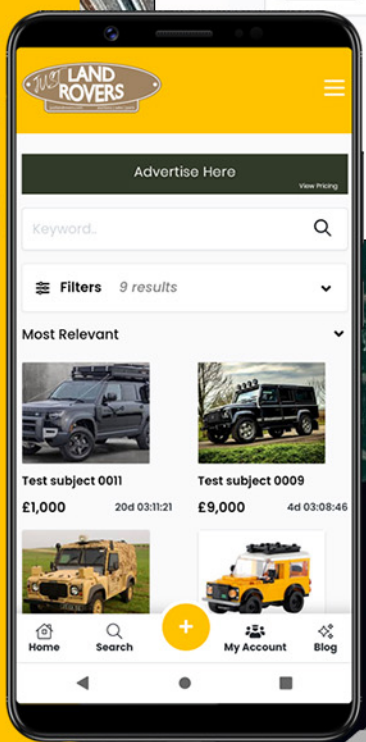 JUST LAND
ROVERS
Advertise Here
View Pricing
Keyword..
Filters 9 results
Most Relevant
Test subject 0011
£1,000 20d 03:11:21
Test subject 0009
£9,000 4d 03:08:46
+
Home Search My Account Blog